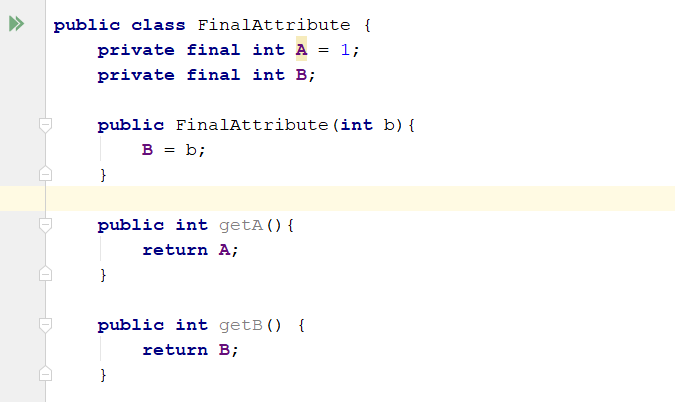 public class FinalAttribute {
private final int A = 1;
private final int B;
public FinalAttribute(int b){
B = b;
}
public int getA(){
return A;
}
public int getB() {
return B;
}